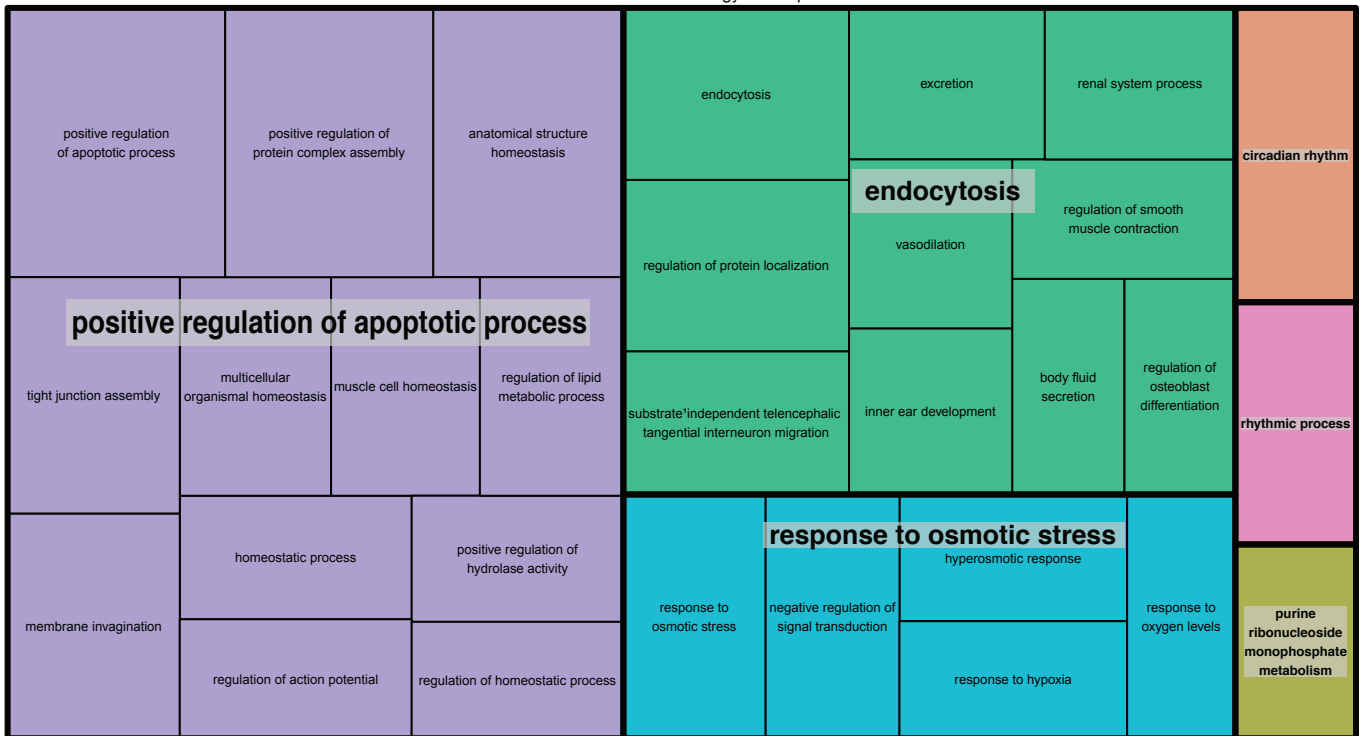 positive regulation
of apoptotic process
positive regulation of
protein complex assembly
anatomical structure
homeostasis
positive regulation of apoptotic process
tight junction assembly
multicellular
organismal homeostasis
muscle cell homeostasis
regulation of lipid
metabolic process
membrane invagination
homeostatic process
positive regulation of
hydrolase activity
regulation of action potential
regulation of homeostatic process
endocytosis
excretion
renal system process
endocytosis
regulation of protein localization
vasodilation
regulation of smooth
muscle contraction
substrate¹independent telencephalic
tangential interneuron migration
inner ear development
body fluid
secretion
regulation of
osteoblast
differentiation
response to osmotic stress
response to
osmotic stress
negative regulation of
signal transduction
hyperosmotic response
response to hypoxia
response to
oxygen levels
circadian rhythm
rhythmic process
purine
ribonucleoside
monophosphate
metabolism